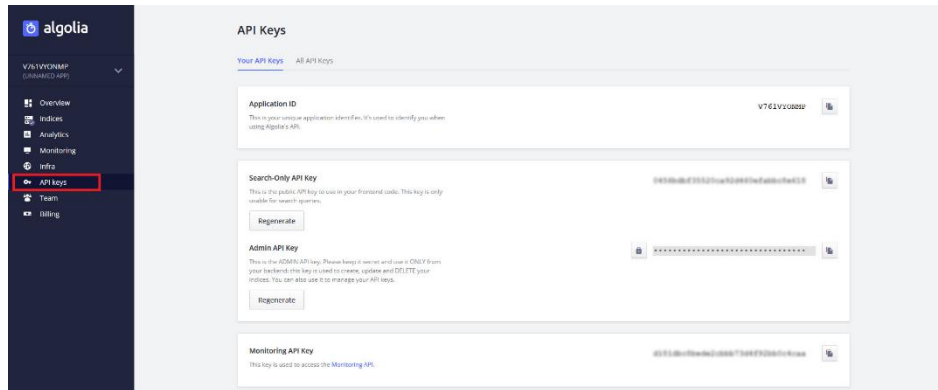 algolia
V761VYONMP
(UNNAMED APP)
Overview
Indices
Analytics
Monitoring
Infra
API keys
Team
Billing
API Keys
Your API Keys All API Keys
Application ID
This is your unique application identifier. It's used to identify you when
using Algolia's API.
V761VYONMP
Search-Only API Key
This is the public API key to use in your frontend code. This key is only
usable for search queries.
Regenerate
Admin API Key
This is the ADMIN API key. Please keep it secret and use it ONLY from
your backend: this key is used to create, update and DELETE your
indices. You can also use it to manage your API keys.
Regenerate
Monitoring API Key
This key is used to access the Monitoring API.